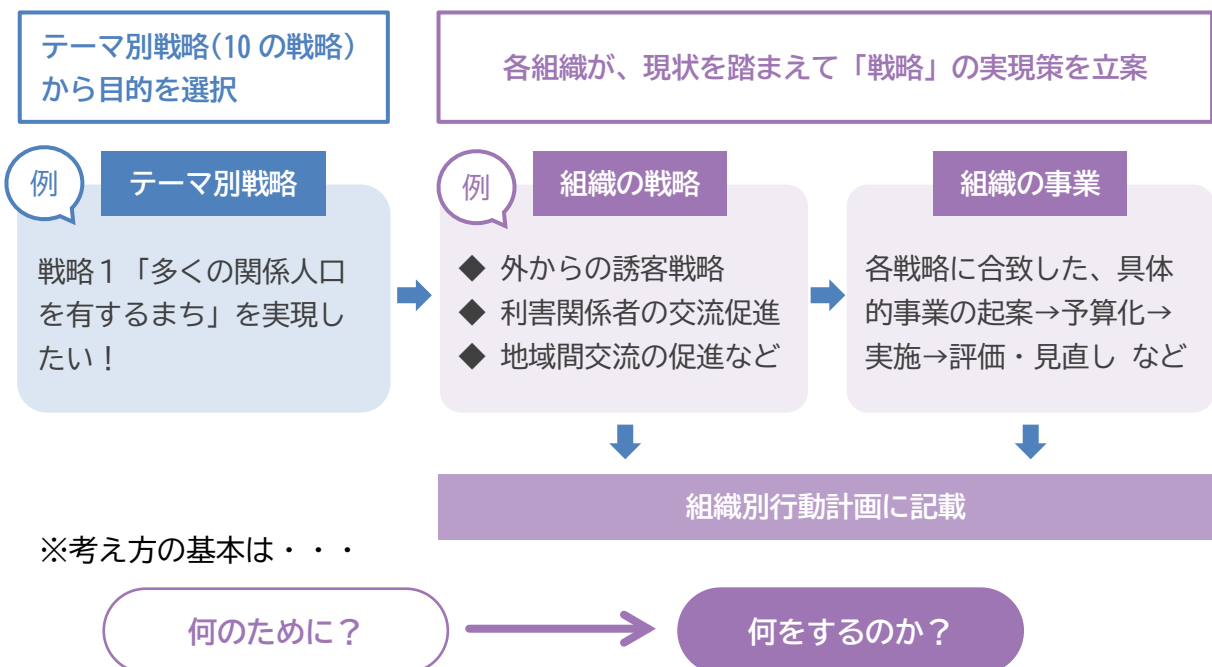 テーマ別戦略(10 の戦略)
から目的を選択
各組織が、現状を踏まえて「戦略」の実現策を立案
例
テーマ別戦略
戦略1「多くの関係人口
を有するまち」を実現し
たい!
例
組織の戦略
◆ 外からの誘客戦略
◆ 利害関係者の交流促進
◆ 地域間交流の促進など
組織の事業
各戦略に合致した、具体
的事業の起案→予算化→
実施→評価・見直し など
組織別行動計画に記載
※考え方の基本は・・・
何のために?
何をするのか?